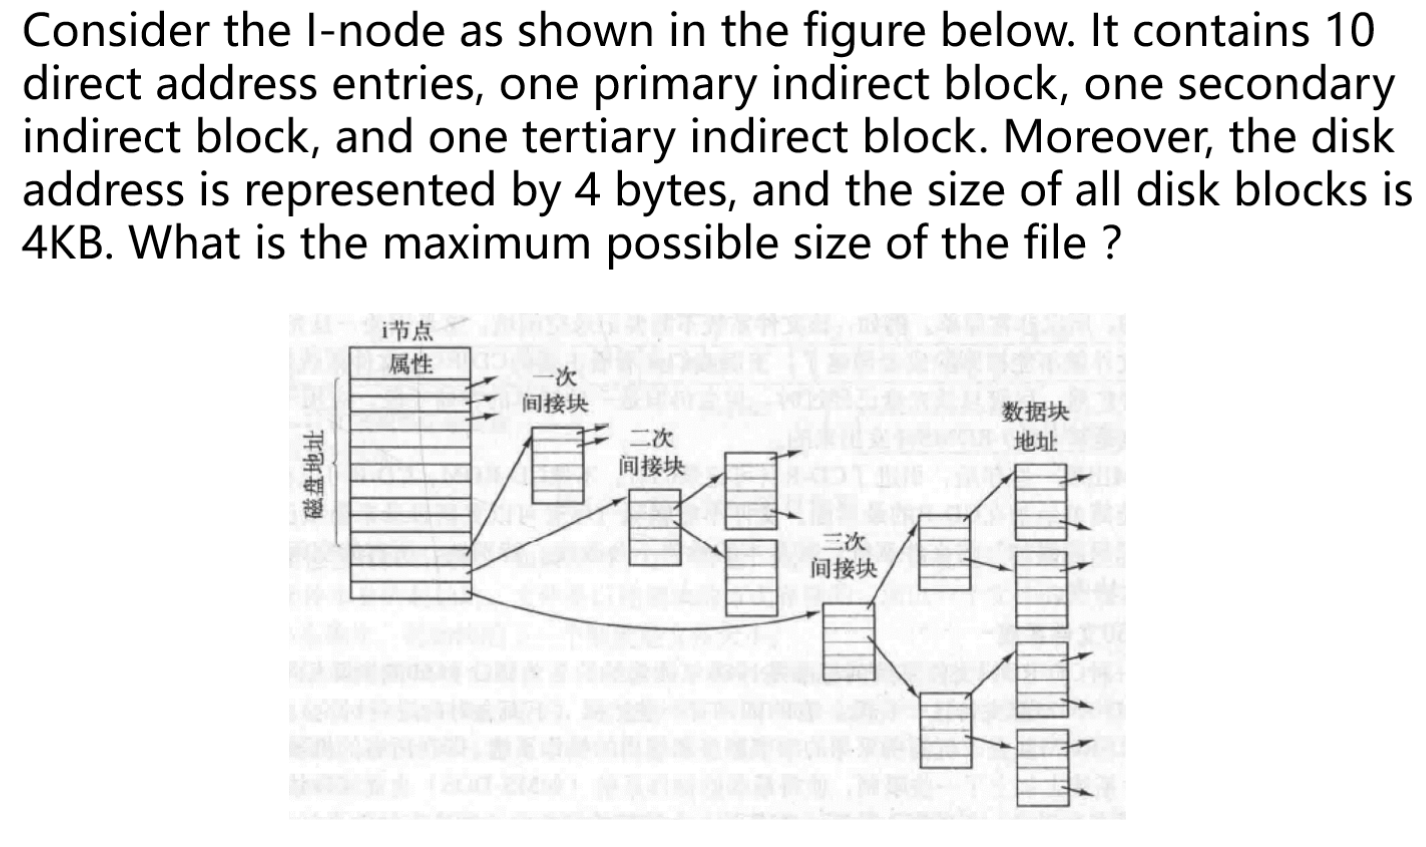 Consider the I-node as shown in the figure below. It contains 10
direct address entries, one primary indirect block, one secondary
indirect block, and one tertiary indirect block. Moreover, the disk
address is represented by 4 bytes, and the size of all disk blocks is
4KB. What is the maximum possible size of the file ?
i节点
属性
磁盘地址
一次
间接块
二次
间接块
三次
间接块
数据块
地址